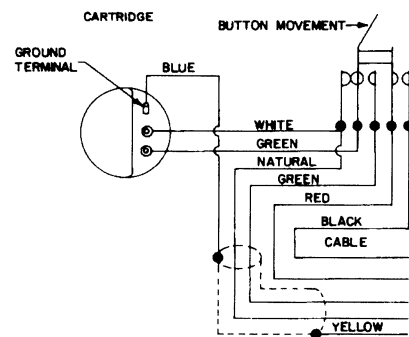 CARTRIDGE
BUTTON MOVEMENT
GROUND
TERMINAL
BLUE
WHITE
GREEN
NATURAL
GREEN
RED
BLACK
CABLE
YELLOW